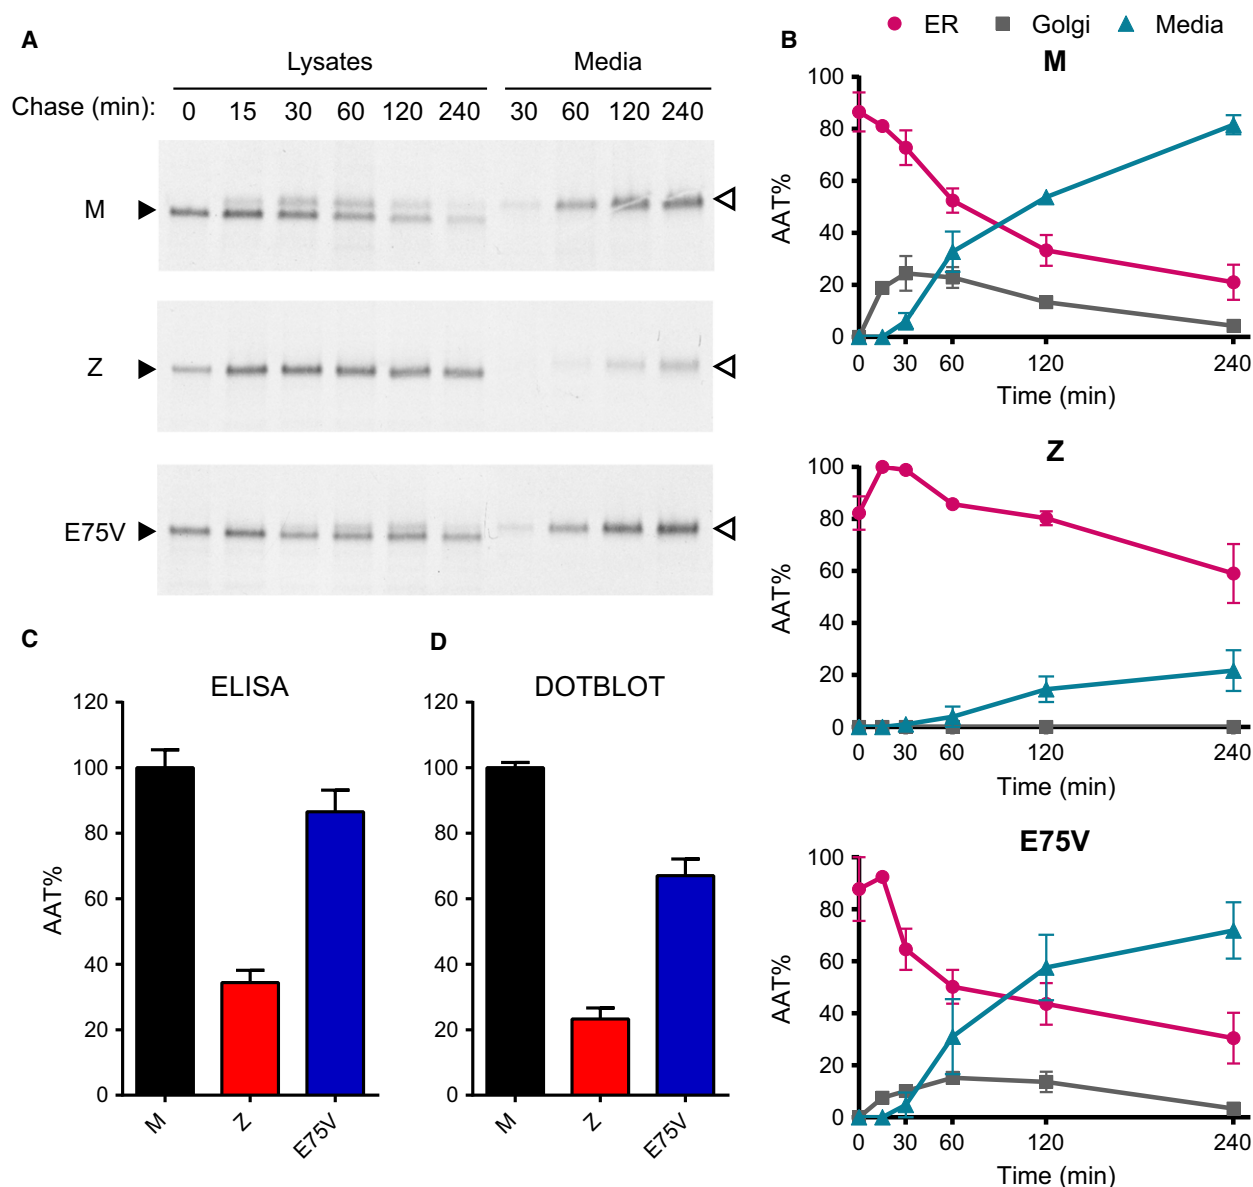 A
Lysates Media
Chase (min): 0 15 30 60 120 240 30 60 120 240
M
Z
E75V
B
ER Golgi Media
M
100
80
60
40
20
0
AAT%
0 30 60 120 240
Time (min)
Z
100
80
60
40
20
0
AAT%
0 30 60 120 240
Time (min)
E75V
100
80
60
40
20
0
AAT%
0 30 60 120 240
Time (min)
C
ELISA
120
100
80
60
40
20
0
AAT%
M Z E75V
D
DOTBLOT
120
100
80
60
40
20
0
M Z E75V